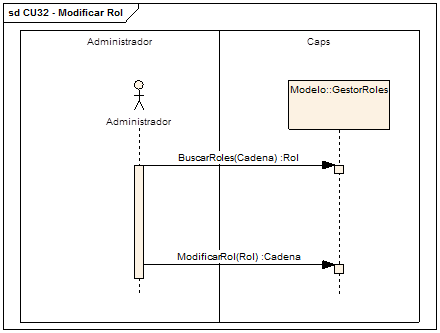 sd CU32 - Modificar Rol
Administrador
Caps
Modelo::GestorRoles
Administrador
BuscarRoles(Cadena) :Rol
ModificarRol(Rol) :Cadena